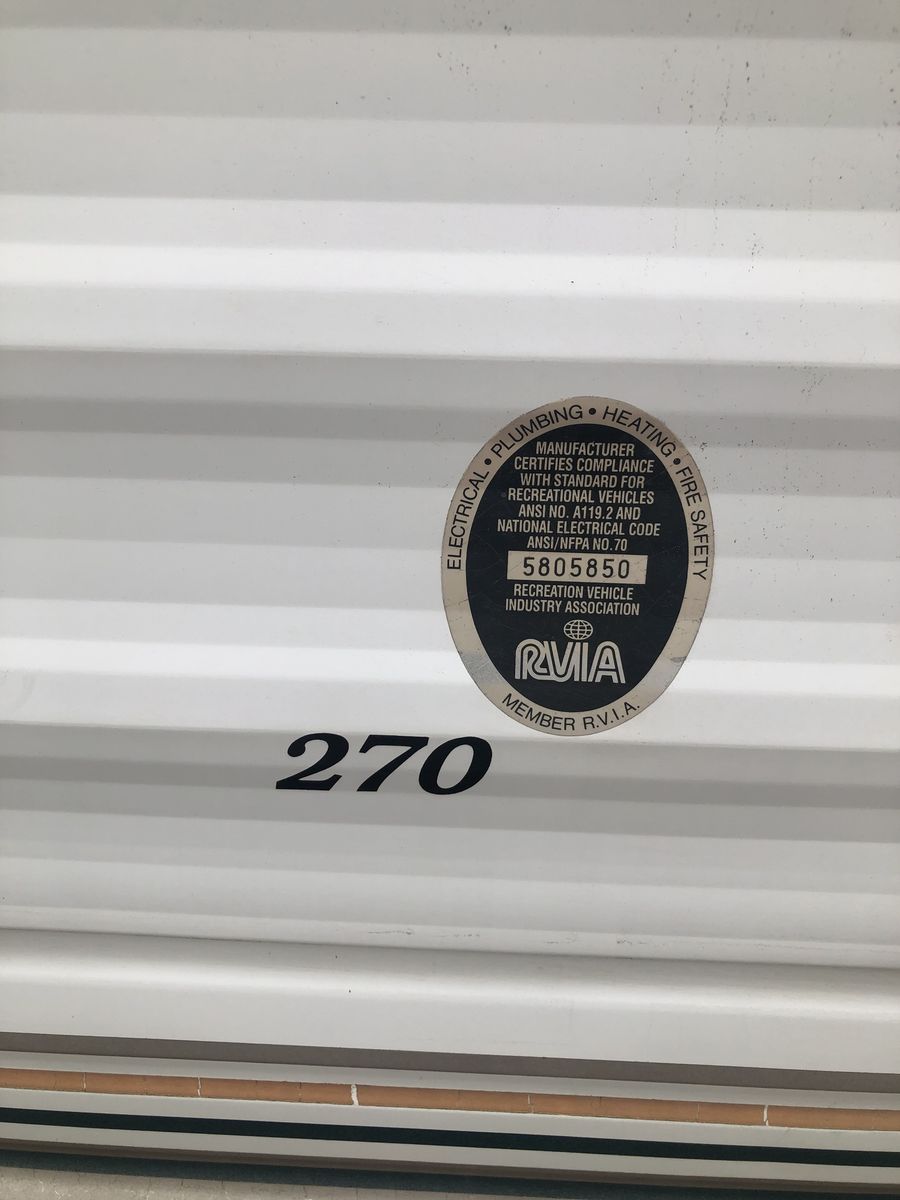 ELECTRICAL • PLUMBING • HEATING • FIRE SAFETY
MANUFACTURER
CERTIFIES COMPLIANCE
WITH STANDARD FOR
RECREATIONAL VEHICLES
ANSI NO. A119.2 AND
NATIONAL ELECTRICAL CODE
ANSI/NFPA NO.70
5805850
RECREATION VEHICLE
INDUSTRY ASSOCIATION
RVIA
MEMBER R.V.I.A.
270